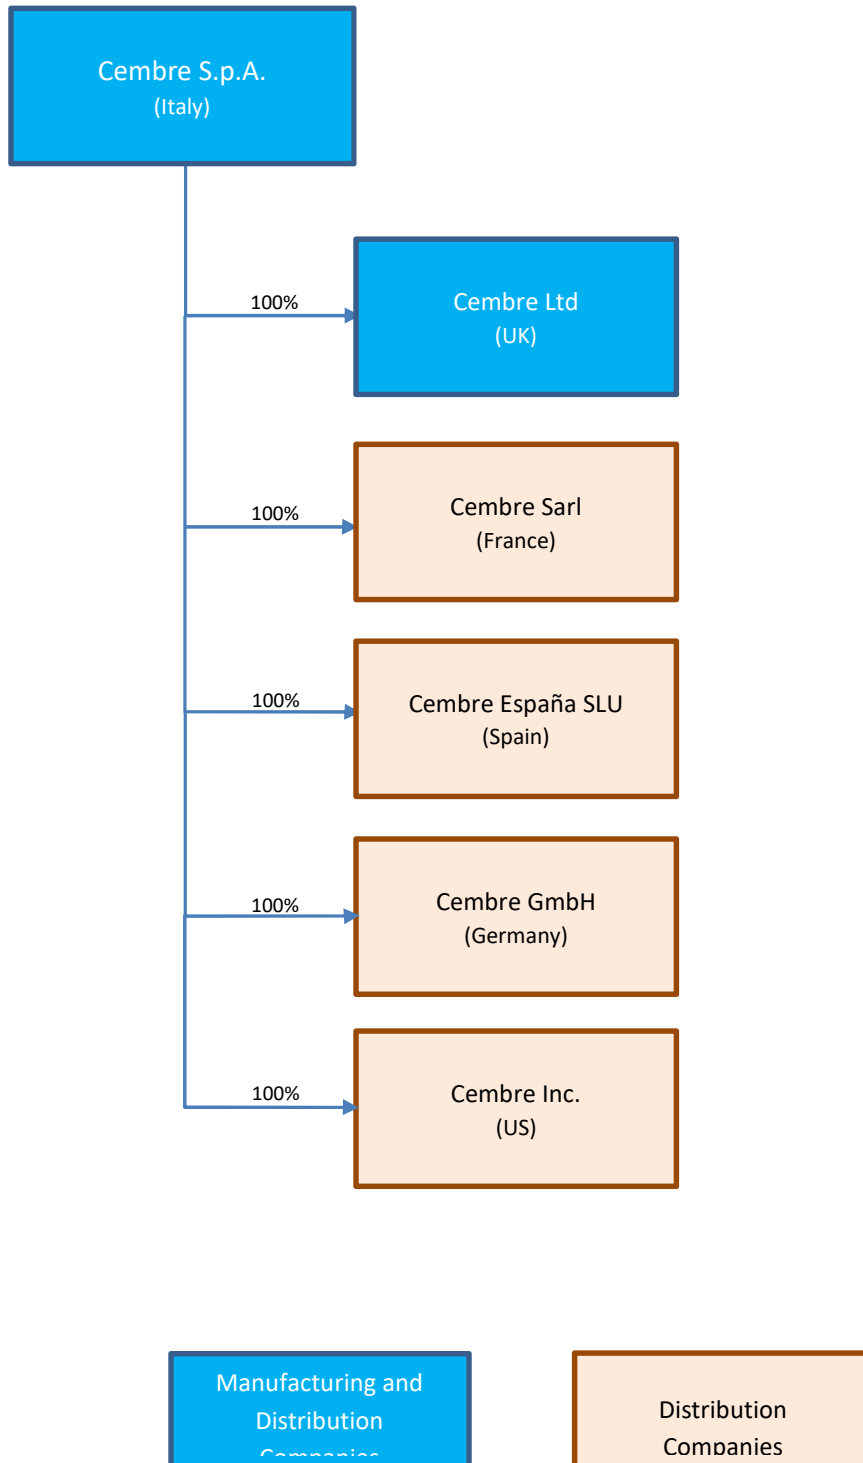 Cembre S.p.A.
(Italy)
100%
Cembre Ltd
(UK)
100%
Cembre Sarl
(France)
100%
Cembre España SLU
(Spain)
100%
Cembre GmbH
(Germany)
100%
Cembre Inc.
(US)
Manufacturing and
Distribution
Companies
Distribution
Companies